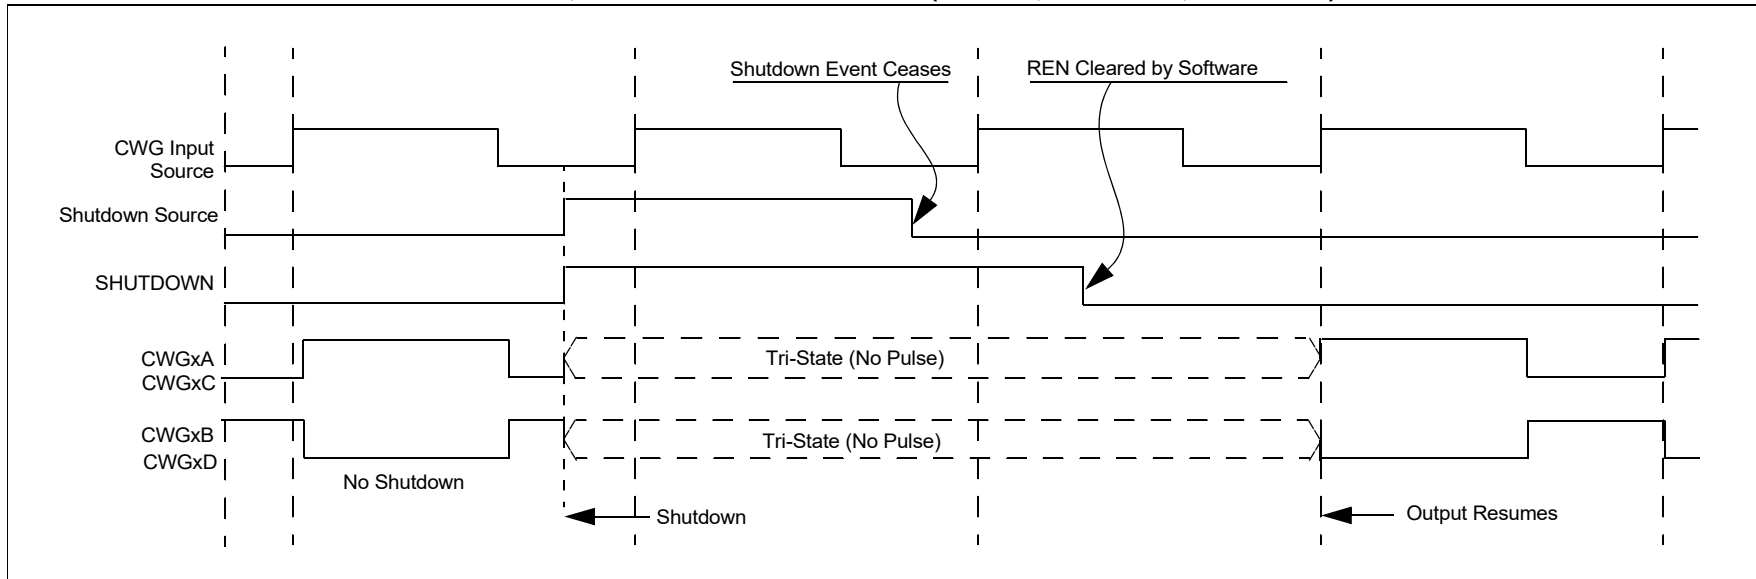 Shutdown Event Ceases
REN Cleared by Software
CWG Input
Source
Shutdown Source
SHUTDOWN
CWGxA
CWGxC
Tri-State (No Pulse)
CWGxB
CWGxD
Tri-State (No Pulse)
No Shutdown
Shutdown
Output Resumes